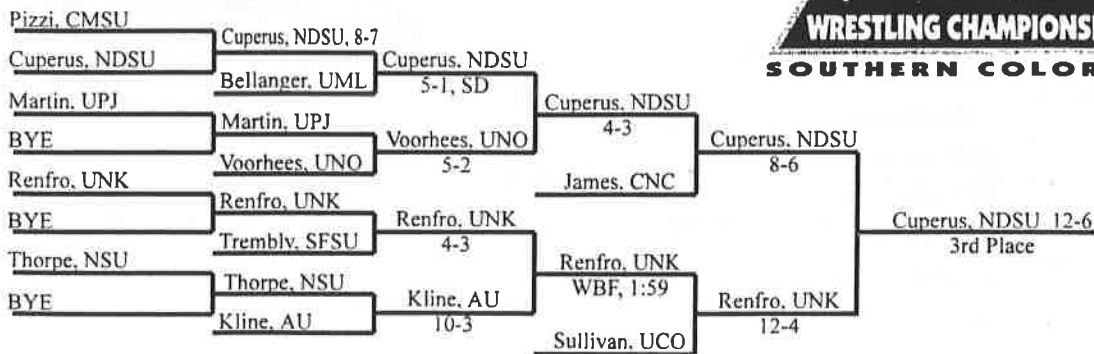 WRESTLING CHAMPIONSH
SOUTHERN COLOR
Pizzi, CMSU
Cuperus, NDSU, 8-7
Cuperus, NDSU
Cuperus, NDSU
Bellanger, UML
5-1, SD
Martin, UPJ
Cuperus, NDSU
Martin, UPJ
4-3
BYE
Voorhees, UNO
Cuperus, NDSU
Voorhees, UNO
5-2
8-6
Renfro, UNK
James, CNC
Renfro, UNK
BYE
Renfro, UNK
Cuperus, NDSU 12-6
Tremblv, SFSU
4-3
3rd Place
Thorpe, NSU
Renfro, UNK
Thorpe, NSU
WBF, 1:59
BYE
Kline, AU
Renfro, UNK
Kline, AU
10-3
12-4
Sullivan, UCO